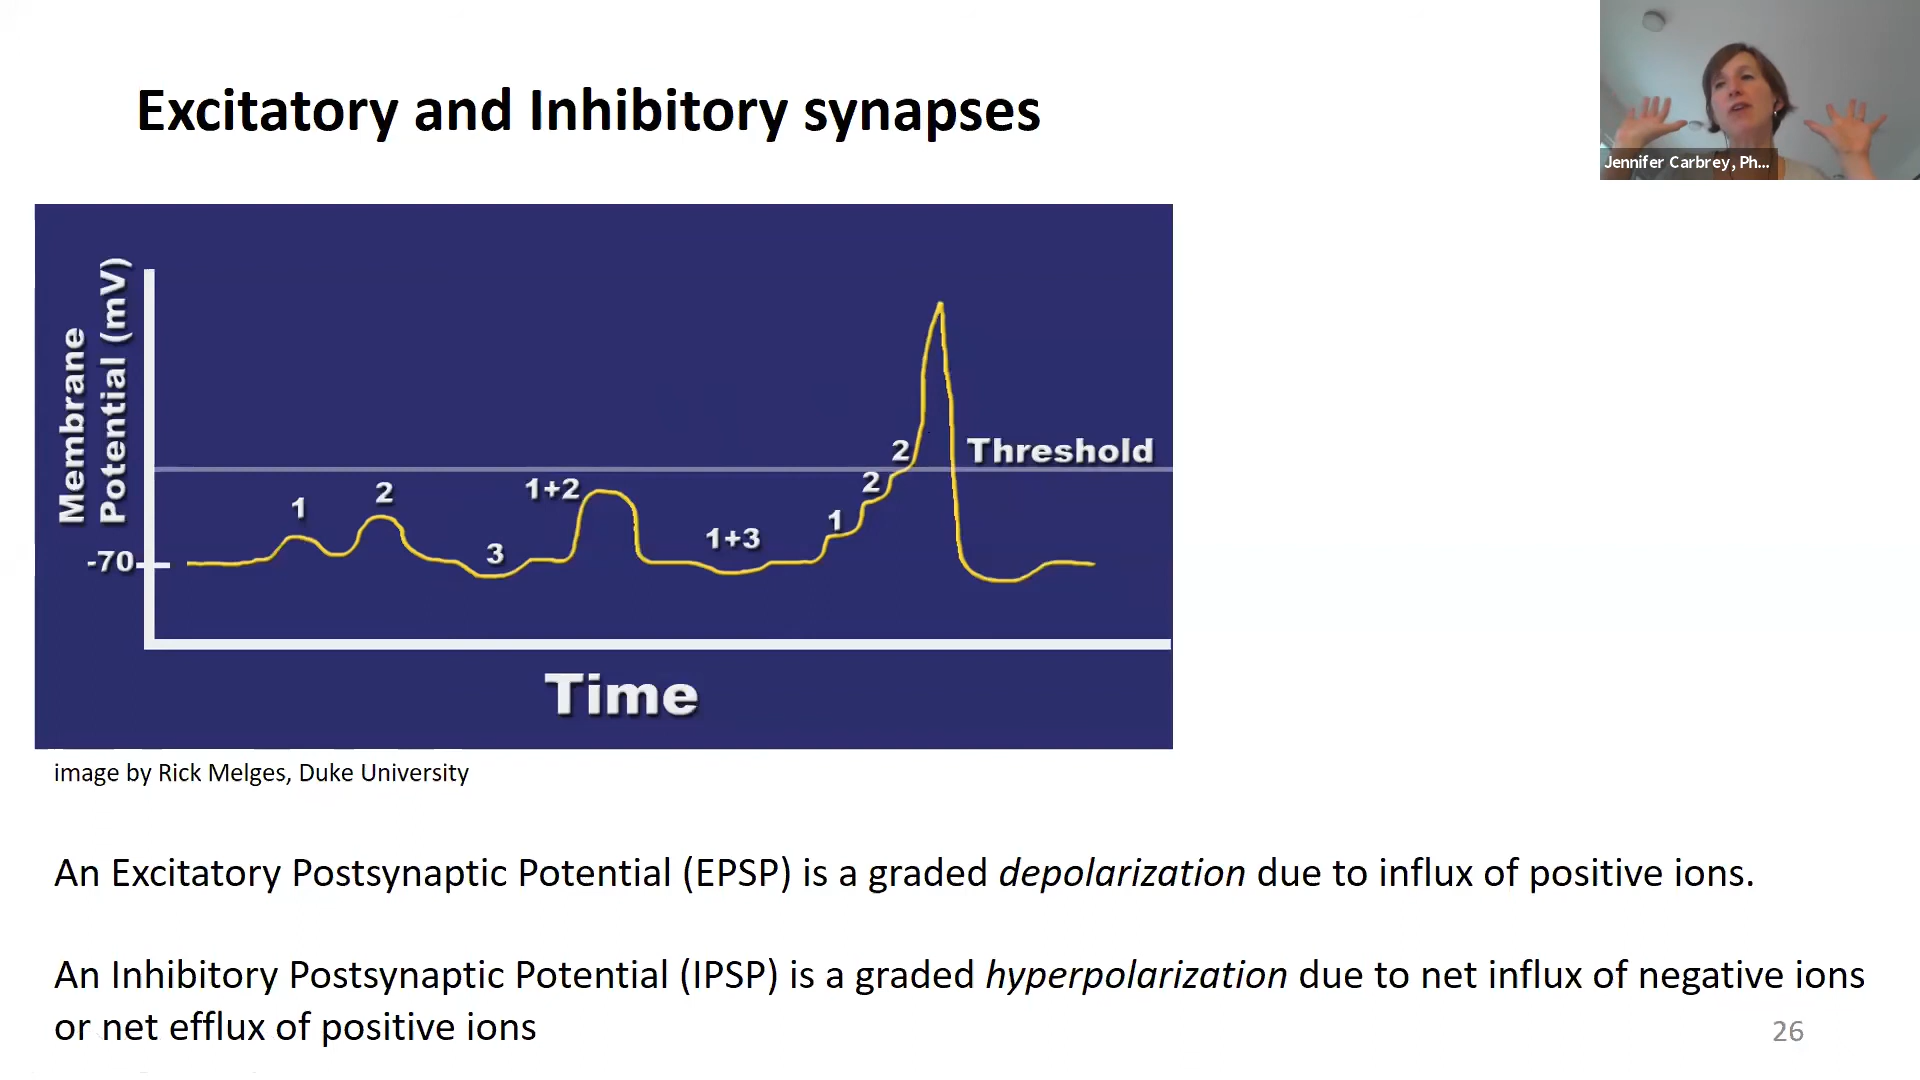 Excitatory and Inhibitory synapses
Jennifer Carbrey, Ph...
Membrane
Potential (mV)
-70
1
2
3
1+2
1+3
1
2
2
Threshold
Time
image by Rick Melges, Duke University
An Excitatory Postsynaptic Potential (EPSP) is a graded depolarization due to influx of positive ions.
An Inhibitory Postsynaptic Potential (IPSP) is a graded hyperpolarization due to net influx of negative ions
or net efflux of positive ions
26